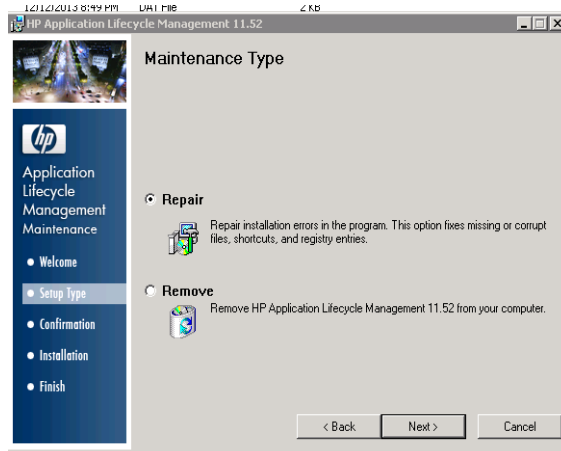 12/12/2013 8:49 PM DAT File 2 KB
HP Application Lifecycle Management 11.52
Maintenance Type
hp
Application
Lifecycle
Management
Maintenance
Welcome
Setup Type
Confirmation
Installation
Finish
Repair
Repair installation errors in the program. This option fixes missing or corrupt
files, shortcuts, and registry entries.
Remove
Remove HP Application Lifecycle Management 11.52 from your computer.
< Back
Next >
Cancel